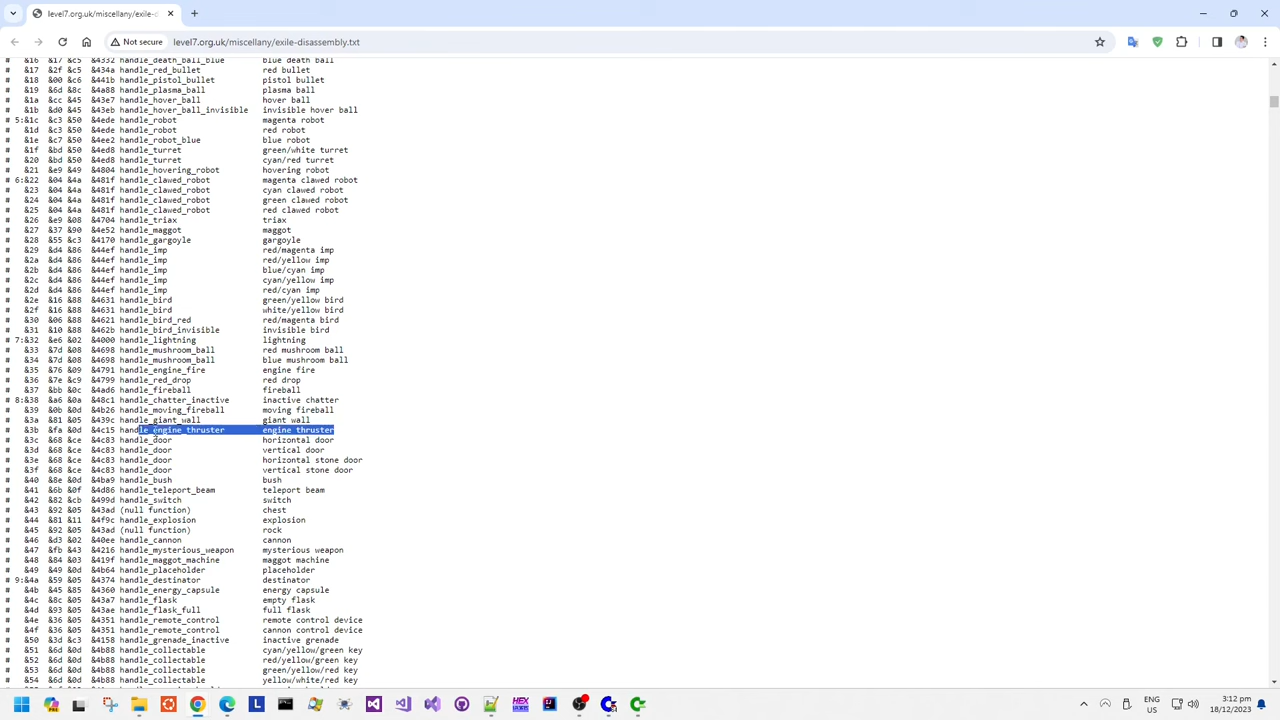 level7.org.uk/miscellany/exile-d
Not secure
level7.org.uk/miscellany/exile-disassembly.txt
# &16 &17 &c5 &4332 handle_death_ball_blue blue death ball
# &17 &2f &c5 &434a handle_red_bullet red bullet
# &18 &00 &c6 &441b handle_pistol_bullet pistol bullet
# &19 &6d &8c &4a88 handle_plasma_ball plasma ball
# &1a &cc &45 &43e7 handle_hover_ball hover ball
# &1b &d0 &45 &43eb handle_hover_ball_invisible invisible hover ball
# 5:&1c &c3 &50 &4ede handle_robot magenta robot
# &1d &c3 &50 &4ede handle_robot red robot
# &1e &c7 &50 &4ee2 handle_robot_blue blue robot
# &1f &bd &50 &4ed8 handle_turret green/white turret
# &20 &bd &50 &4ed8 handle_turret cyan/red turret
# &21 &e9 &49 &4804 handle_hovering_robot hovering robot
# 6:&22 &04 &4a &481f handle_clawed_robot magenta clawed robot
# &23 &04 &4a &481f handle_clawed_robot cyan clawed robot
# &24 &04 &4a &481f handle_clawed_robot green clawed robot
# &25 &04 &4a &481f handle_clawed_robot red clawed robot
# &26 &e9 &08 &4704 handle_triax triax
# &27 &37 &90 &4e52 handle_maggot maggot
# &28 &55 &c3 &4170 handle_gargoyle gargoyle
# &29 &d4 &86 &44ef handle_imp red/magenta imp
# &2a &d4 &86 &44ef handle_imp red/yellow imp
# &2b &d4 &86 &44ef handle_imp blue/cyan imp
# &2c &d4 &86 &44ef handle_imp cyan/yellow imp
# &2d &d4 &86 &44ef handle_imp red/cyan imp
# &2e &16 &88 &4631 handle_bird green/yellow bird
# &2f &16 &88 &4631 handle_bird white/yellow bird
# &30 &06 &88 &4621 handle_bird_red red/magenta bird
# &31 &10 &88 &462b handle_bird_invisible invisible bird
# 7:&32 &e6 &02 &4000 handle_lightning lightning
# &33 &7d &08 &4698 handle_mushroom_ball red mushroom ball
# &34 &7d &08 &4698 handle_mushroom_ball blue mushroom ball
# &35 &76 &09 &4791 handle_engine_fire engine fire
# &36 &7e &c9 &4799 handle_red_drop red drop
# &37 &bb &0c &4ad6 handle_fireball fireball
# 8:&38 &a6 &0a &48c1 handle_chatter_inactive inactive chatter
# &39 &0b &0d &4b26 handle_moving_fireball moving fireball
# &3a &81 &05 &439c handle_giant_wall giant wall
# &3b &fa &0d &4c15 handle_engine_thruster engine thruster
# &3c &68 &ce &4c83 handle_door horizontal door
# &3d &68 &ce &4c83 handle_door vertical door
# &3e &68 &ce &4c83 handle_door horizontal stone door
# &3f &68 &ce &4c83 handle_door vertical stone door
# &40 &8e &0d &4ba9 handle_bush bush
# &41 &6b &0f &4d86 handle_teleport_beam teleport beam
# &42 &82 &cb &499d handle_switch switch
# &43 &92 &05 &43ad (null function) chest
# &44 &81 &11 &4f9c handle_explosion explosion
# &45 &92 &05 &43ad (null function) rock
# &46 &d3 &02 &40ee handle_cannon cannon
# &47 &fb &43 &4216 handle_mysterious_weapon mysterious weapon
# &48 &84 &03 &419f handle_maggot_machine maggot machine
# &49 &49 &0d &4b64 handle_placeholder placeholder
# 9:&4a &59 &05 &4374 handle_destinator destinator
# &4b &45 &85 &4360 handle_energy_capsule energy capsule
# &4c &8c &05 &43a7 handle_flask empty flask
# &4d &93 &05 &43ae handle_flask_full full flask
# &4e &36 &05 &4351 handle_remote_control remote control device
# &4f &36 &05 &4351 handle_remote_control cannon control device
# &50 &3d &c3 &4158 handle_grenade_inactive inactive grenade
# &51 &6d &0d &4b88 handle_collectable cyan/yellow/green key
# &52 &6d &0d &4b88 handle_collectable red/yellow/green key
# &53 &6d &0d &4b88 handle_collectable green/yellow/red key
# &54 &6d &0d &4b88 handle_collectable yellow/white/red key
ENG
US
3:12 pm
18/12/2023